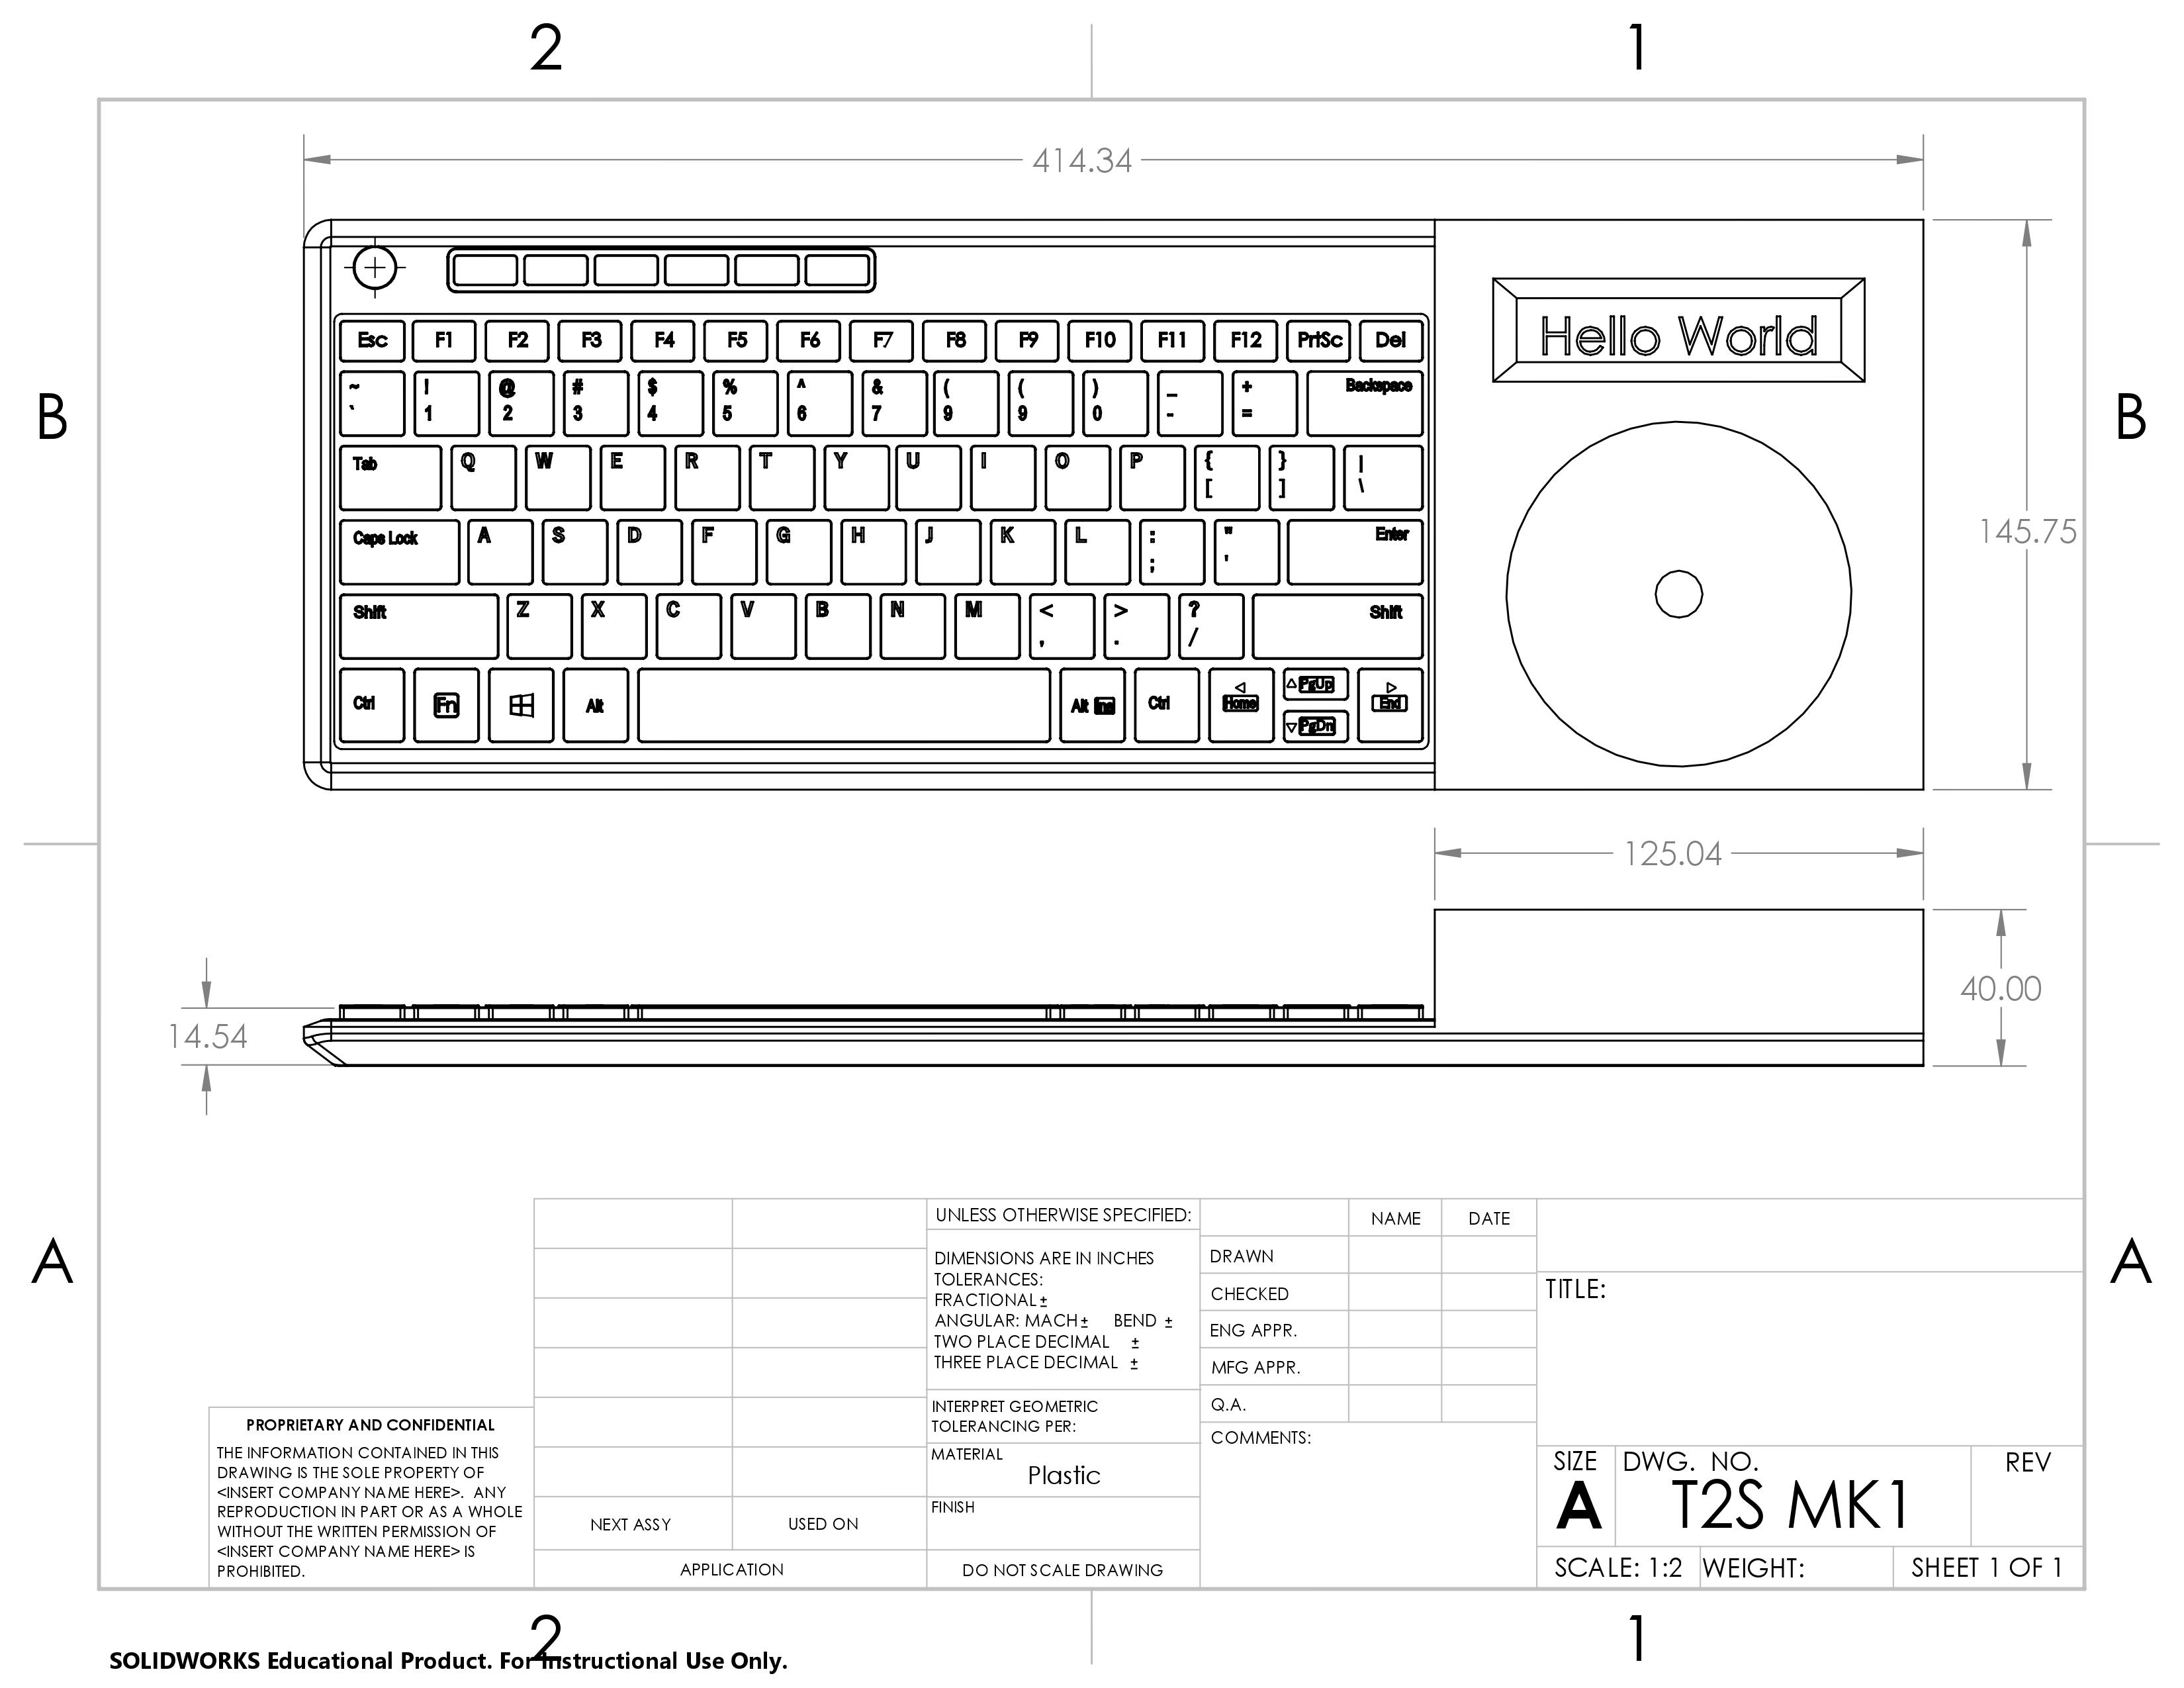 2 1
414.34
Hello World
Esc F1 F2 F3 F4 F5 F6 F7 F8 F9 F10 F11 F12 PrtSc Del
~ ! @ # $ % ^ & ( ( ) _ + Backspace
` 1 2 3 4 5 6 7 9 9 0 - =
Tab Q W E R T Y U I O P { } |
[ ] \
Caps Lock A S D F G H J K L : " Enter
; '
Shift Z X C V B N M < > ? Shift
, . /
Ctrl Fn Alt Alt Ins Ctrl Home PgUp End
PgDn
B B
145.75
125.04
40.00
14.54
A A
UNLESS OTHERWISE SPECIFIED:
DIMENSIONS ARE IN INCHES
TOLERANCES:
FRACTIONAL ±
ANGULAR: MACH ± BEND ±
TWO PLACE DECIMAL ±
THREE PLACE DECIMAL ±
INTERPRET GEOMETRIC
TOLERANCING PER:
MATERIAL
Plastic
FINISH
DO NOT SCALE DRAWING
NAME DATE
DRAWN
CHECKED
ENG APPR.
MFG APPR.
Q.A.
COMMENTS:
TITLE:
SIZE DWG. NO. REV
A T2S MK1
SCALE: 1:2 WEIGHT: SHEET 1 OF 1
PROPRIETARY AND CONFIDENTIAL
THE INFORMATION CONTAINED IN THIS
DRAWING IS THE SOLE PROPERTY OF
<INSERT COMPANY NAME HERE>. ANY
REPRODUCTION IN PART OR AS A WHOLE
WITHOUT THE WRITTEN PERMISSION OF
<INSERT COMPANY NAME HERE> IS
PROHIBITED.
NEXT ASSY USED ON
APPLICATION
2 1
SOLIDWORKS Educational Product. For Instructional Use Only.